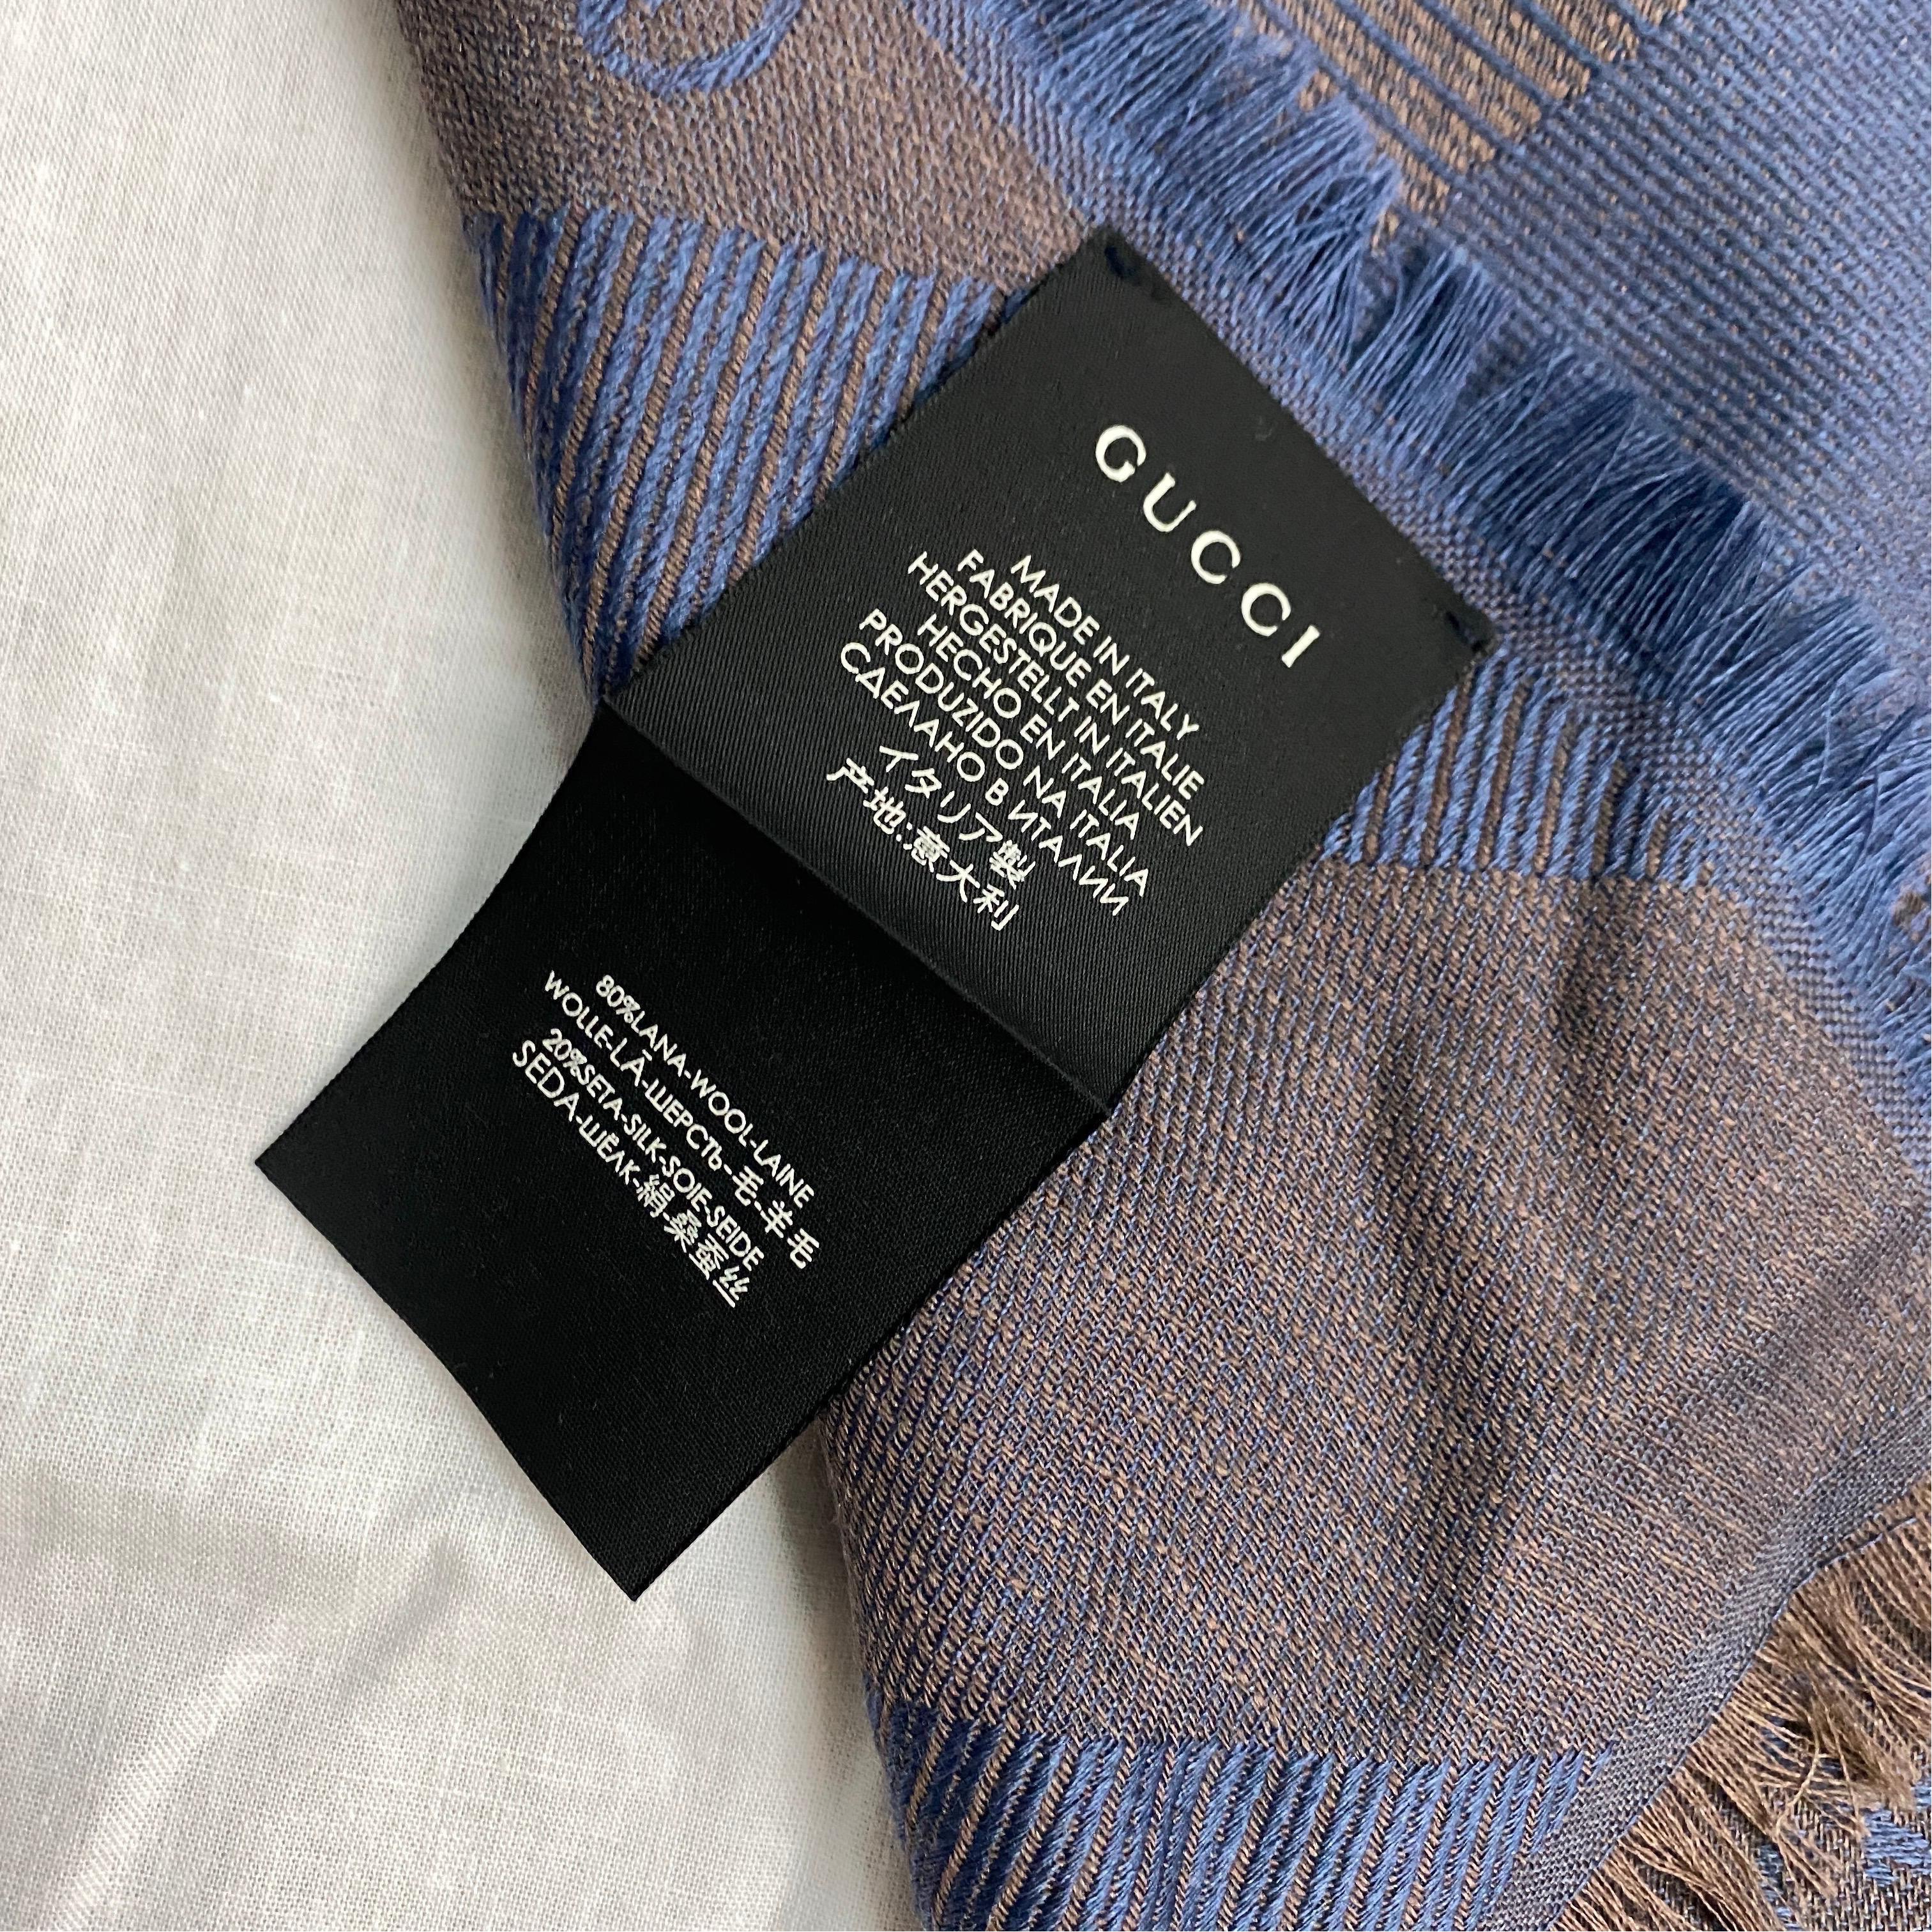 GUCCI
MADE IN ITALY
FABRIQUE EN ITALIE
HERGESTELLT IN ITALIEN
HECHO EN ITALIA
PRODUZIDO NA ITALIA
СДЕЛАНО В ИТАЛИИ
イタリア製
产地:意大利
80%LANA-WOOL-LAINE
WOLLE-LÃ-ШЕРСТЬ-毛-羊毛
20%SETA-SILK-SOIE-SEIDE
SEDA-ШЁЛК-絹-桑蚕丝